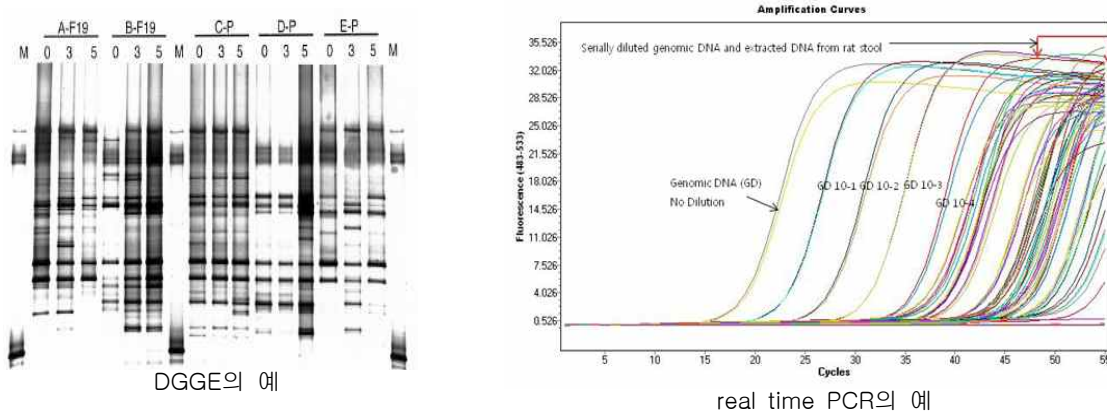 A-F19 B-F19 C-P D-P E-P
M 0 3 5 0 3 5 M 0 3 5 0 3 5 0 3 5 M
DGGE의 예
Amplification Curves
Serially diluted genomic DNA and extracted DNA from rat stool
Genomic DNA (GD)
No Dilution
GD 10-1
GD 10-2
GD 10-3
GD 10-4
Fluorescence (483-533)
35.526
32.026
28.526
25.026
21.526
18.026
14.526
11.026
7.526
4.026
0.526
5 10 15 20 25 30 35 40 45 50 55
Cycles
real time PCR의 예